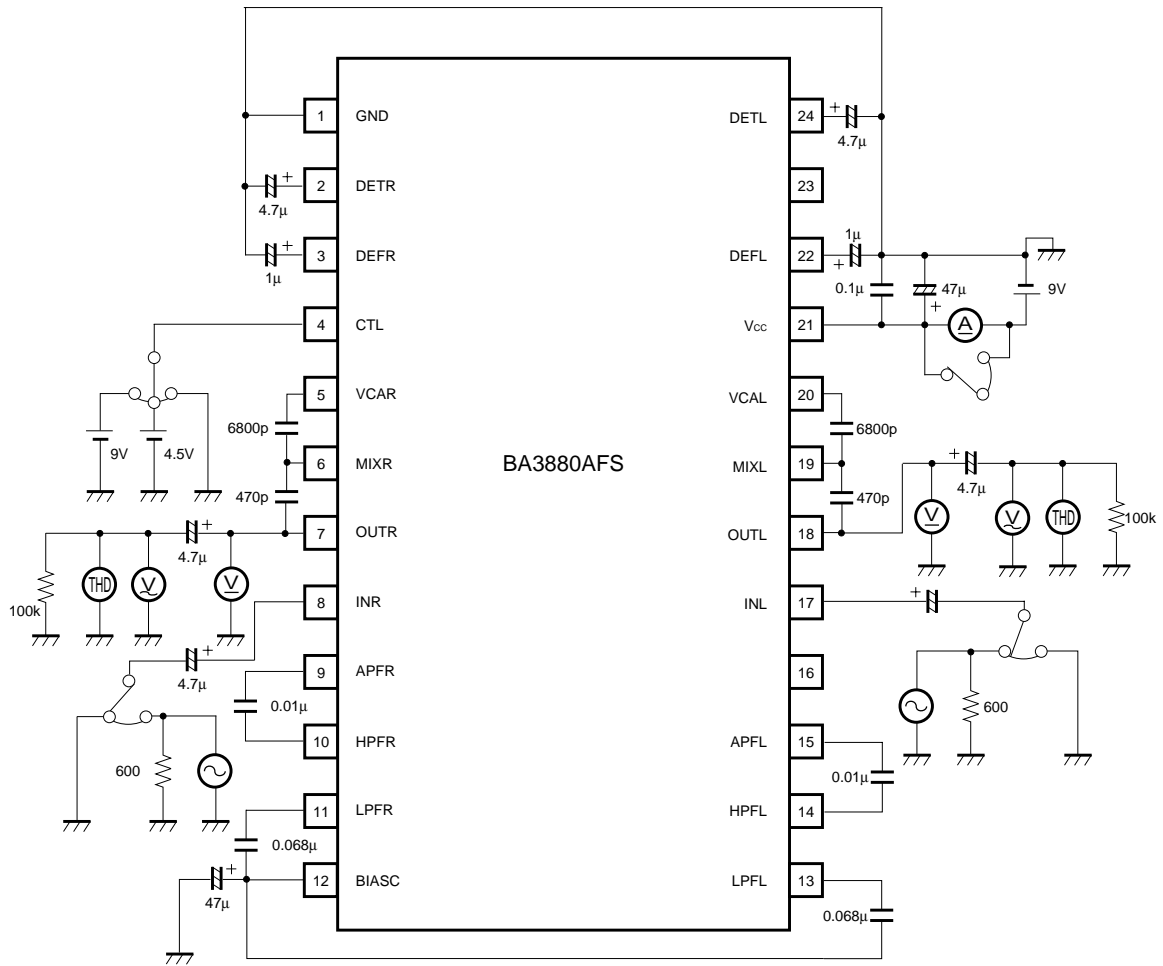 1
GND
DETL
24
+
4.7μ
2
DETR
+
4.7μ
23
3
DEFR
+
1μ
DEFL
22
1μ
+
0.1μ
47μ
+
9V
4
CTL
Vcc
21
A
9V
4.5V
5
VCAR
VCAL
20
6800p
6800p
6
MIXR
BA3880AFS
MIXL
19
470p
470p
+
4.7μ
7
OUTR
OUTL
18
+
4.7μ
V
V
THD
100k
THD
V
V
100k
8
INR
INL
17
+
+
4.7μ
9
APFR
16
0.01μ
600
10
HPFR
APFL
15
600
0.01μ
11
LPFR
HPFL
14
0.068μ
12
BIASC
LPFL
13
+
47μ
0.068μ